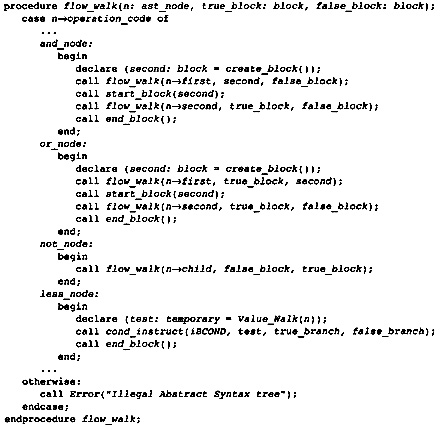 procedure flow_walk(n: ast_node, true_block: block, false_block: block);
case n→operation_code of
...
and_node:
begin
declare (second: block = create_block());
call flow_walk(n→first, second, false_block);
call start_block(second);
call flow_walk(n→second, true_block, false_block);
call end_block();
end;
or_node:
begin
declare (second: block = create_block());
call flow_walk(n→first, true_block, second);
call start_block(second);
call flow_walk(n→second, true_block, false_block);
call end_block();
end;
not_node:
begin
call flow_walk(n→child, false_block, true_block);
end;
less_node:
begin
declare (test: temporary = Value_Walk(n));
call cond_instruct(iBCOND, test, true_branch, false_branch);
call end_block();
end;
...
otherwise:
call Error("Illegal Abstract Syntax tree");
endcase;
endprocedure flow_walk;